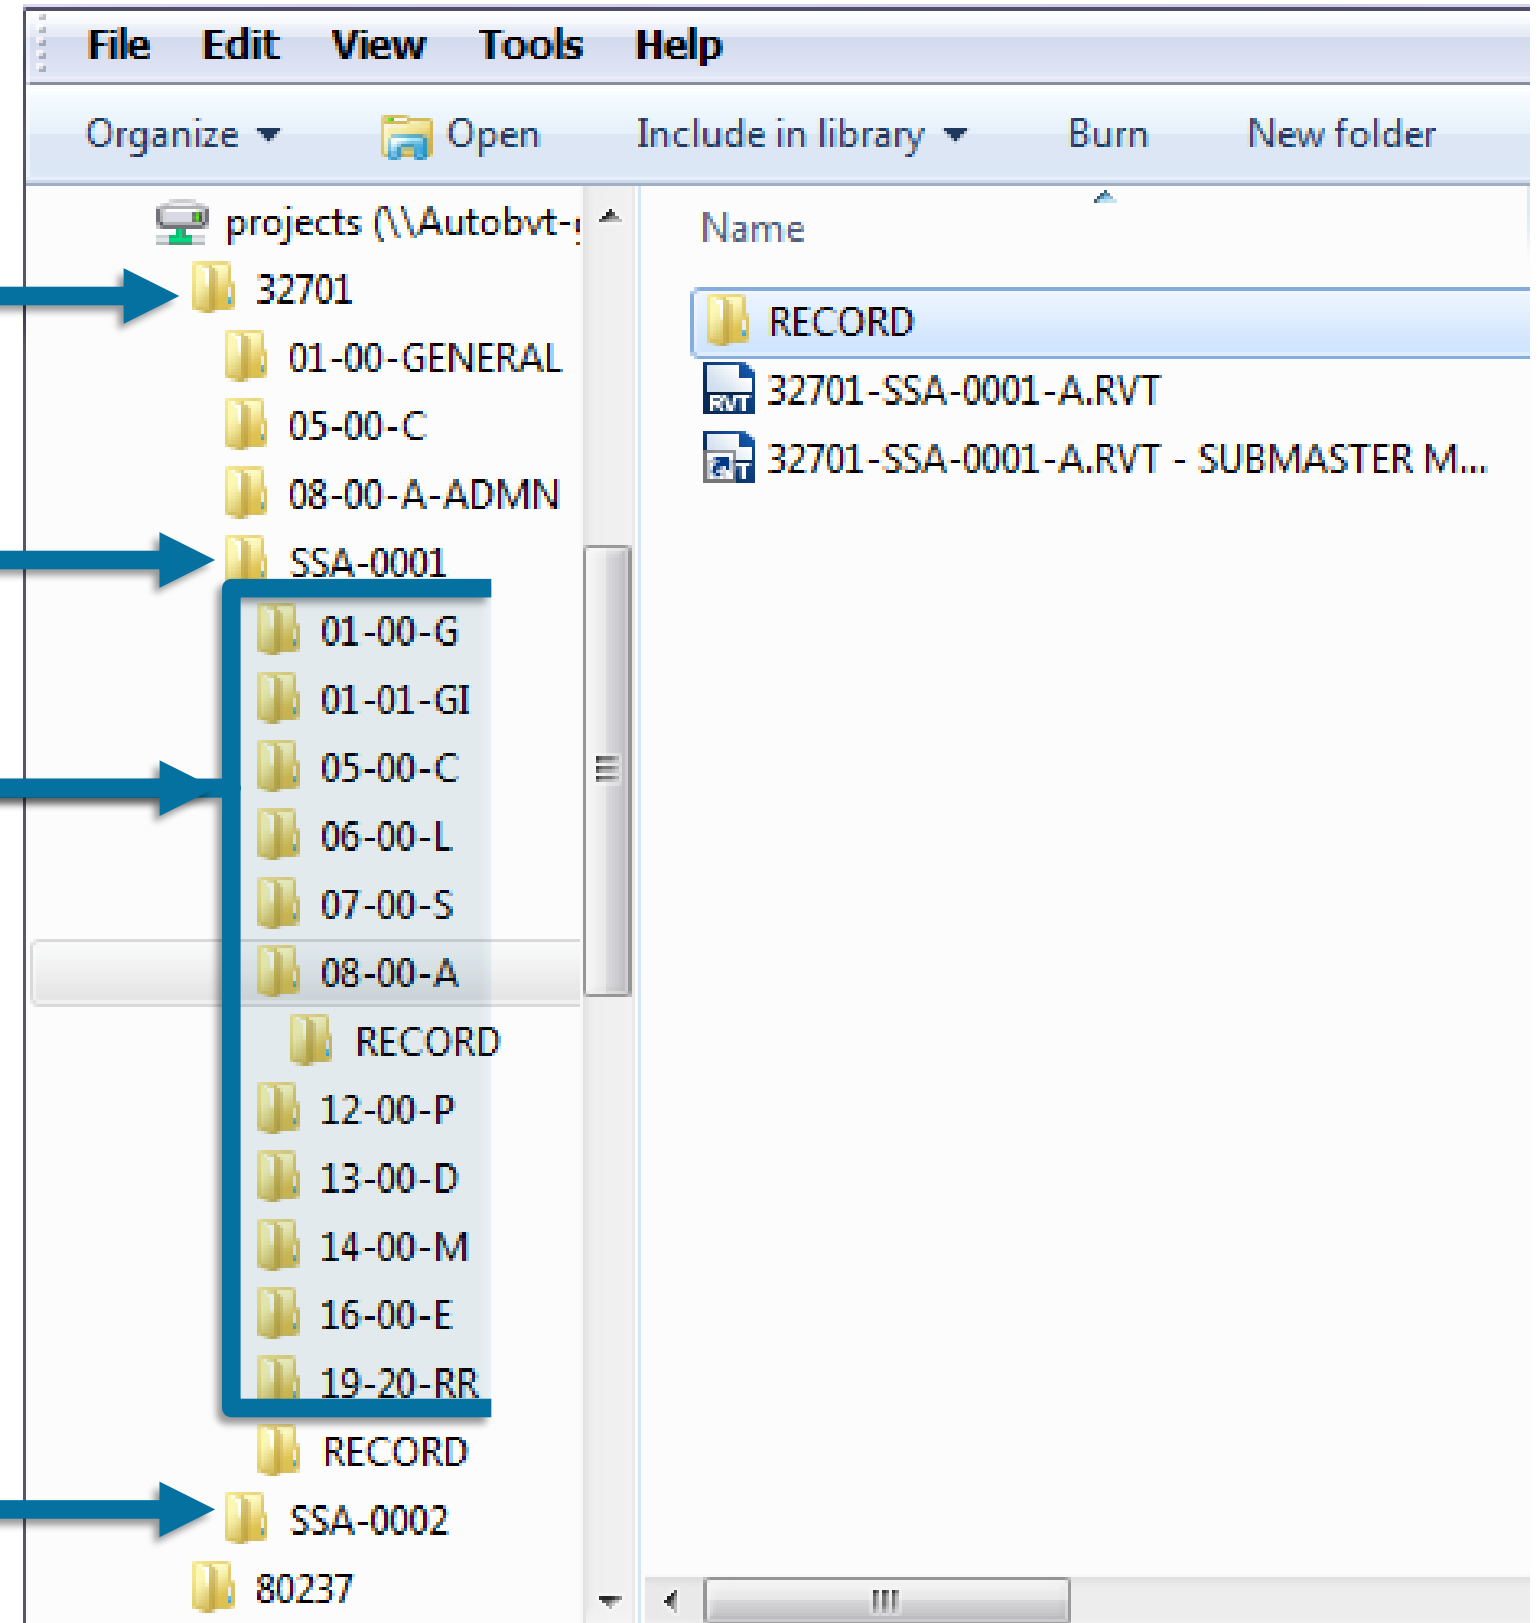 File Edit View Tools Help
Organize Open Include in library Burn New folder
projects (\\Autobvt-
32701
01-00-GENERAL
05-00-C
08-00-A-ADMN
SSA-0001
01-00-G
01-01-GI
05-00-C
06-00-L
07-00-S
08-00-A
RECORD
12-00-P
13-00-D
14-00-M
16-00-E
19-20-RR
RECORD
SSA-0002
80237
Name
RECORD
RVT 32701-SSA-0001-A.RVT
32701-SSA-0001-A.RVT - SUBMASTER M...